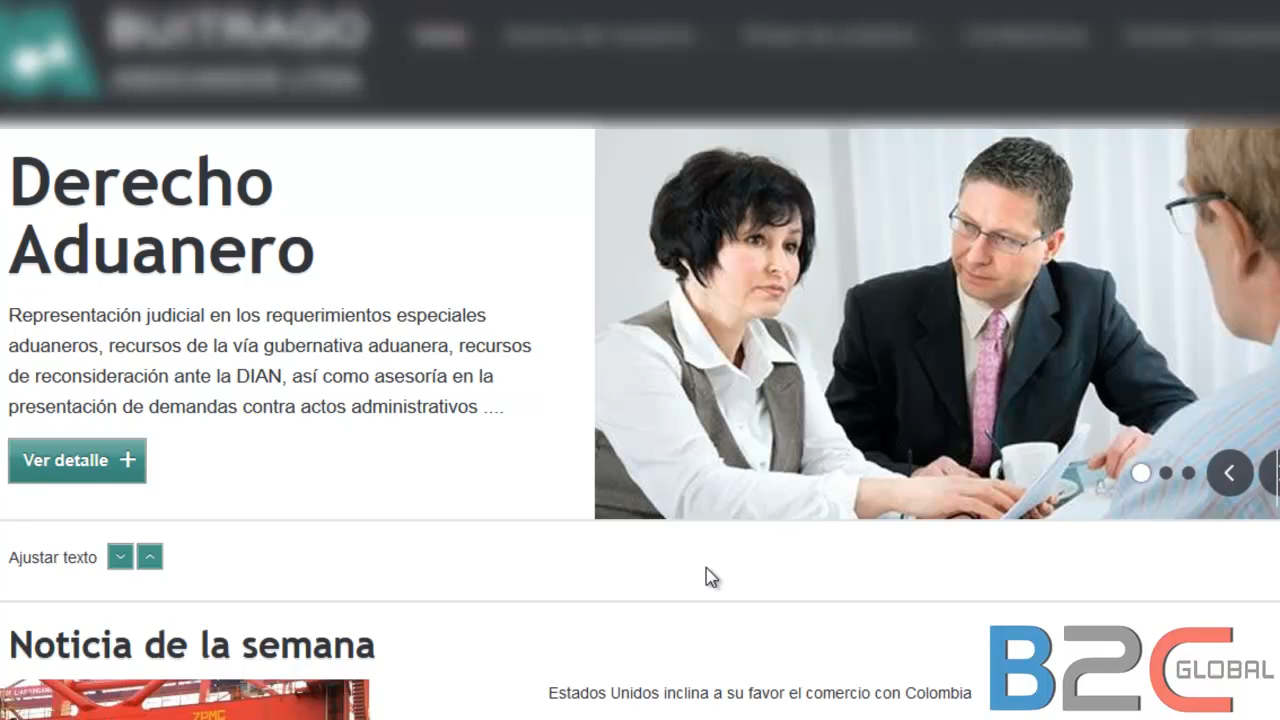 BUITRAGO
Derecho
Aduanero
Representación judicial en los requerimientos especiales
aduaneros, recursos de la vía gubernativa aduanera, recursos
de reconsideración ante la DIAN, así como asesoría en la
presentación de demandas contra actos administrativos ....
Ver detalle +
Ajustar texto
Noticia de la semana
ZPMC
Estados Unidos inclina a su favor el comercio con Colombia
B2C GLOBAL